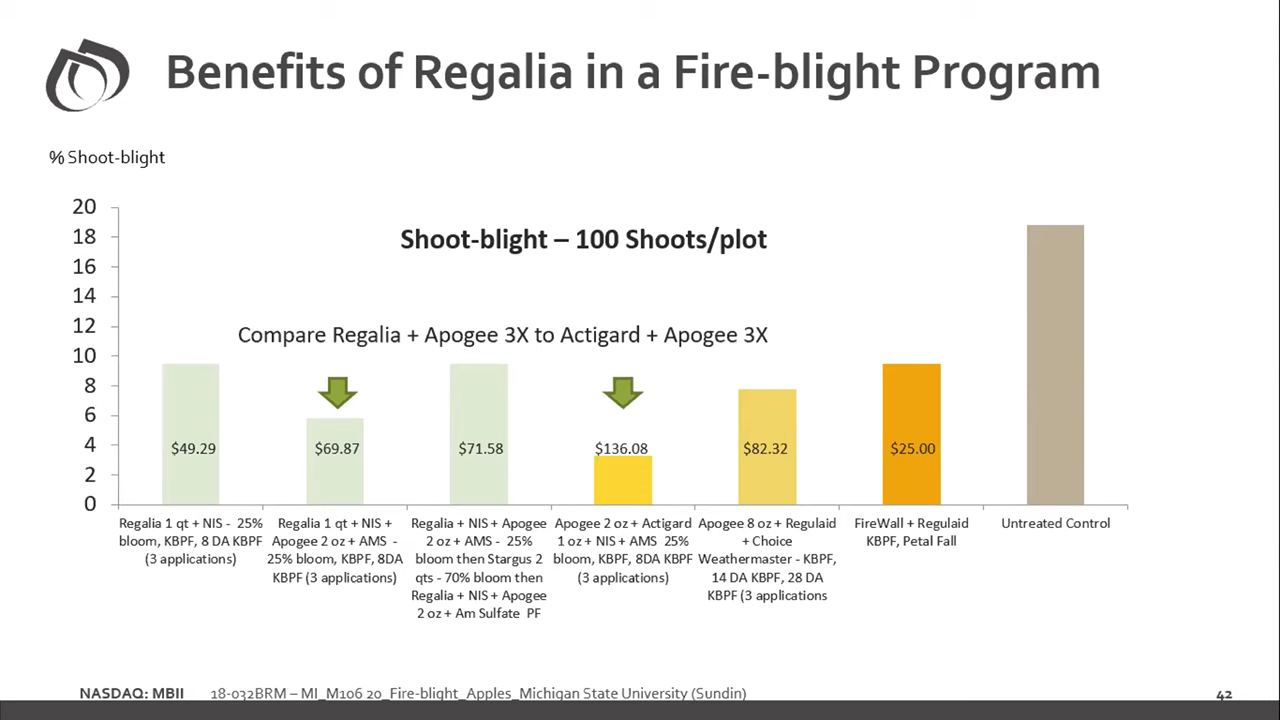 Benefits of Regalia in a Fire-blight Program
% Shoot-blight
20
18
16
14
12
10
8
6
4
2
0
Shoot-blight – 100 Shoots/plot
Compare Regalia + Apogee 3X to Actigard + Apogee 3X
$49.29
$69.87
$71.58
$136.08
$82.32
$25.00
Regalia 1 qt + NIS - 25%
bloom, KBPF, 8 DA KBPF
(3 applications)
Regalia 1 qt + NIS +
Apogee 2 oz + AMS -
25% bloom, KBPF, 8DA
KBPF (3 applications)
Regalia + NIS + Apogee
2 oz + AMS - 25%
bloom then Stargus 2
qts - 70% bloom then
Regalia + NIS + Apogee
2 oz + Am Sulfate PF
Apogee 2 oz + Actigard
1 oz + NIS + AMS 25%
bloom, KBPF, 8DA KBPF
(3 applications)
Apogee 8 oz + Regulaid
+ Choice
Weathermaster - KBPF,
14 DA KBPF, 28 DA
KBPF (3 applications
FireWall + Regulaid
KBPF, Petal Fall
Untreated Control
NASDAQ: MBII
18-032BRM – MI_M106 20_Fire-blight_Apples_Michigan State University (Sundin)
42